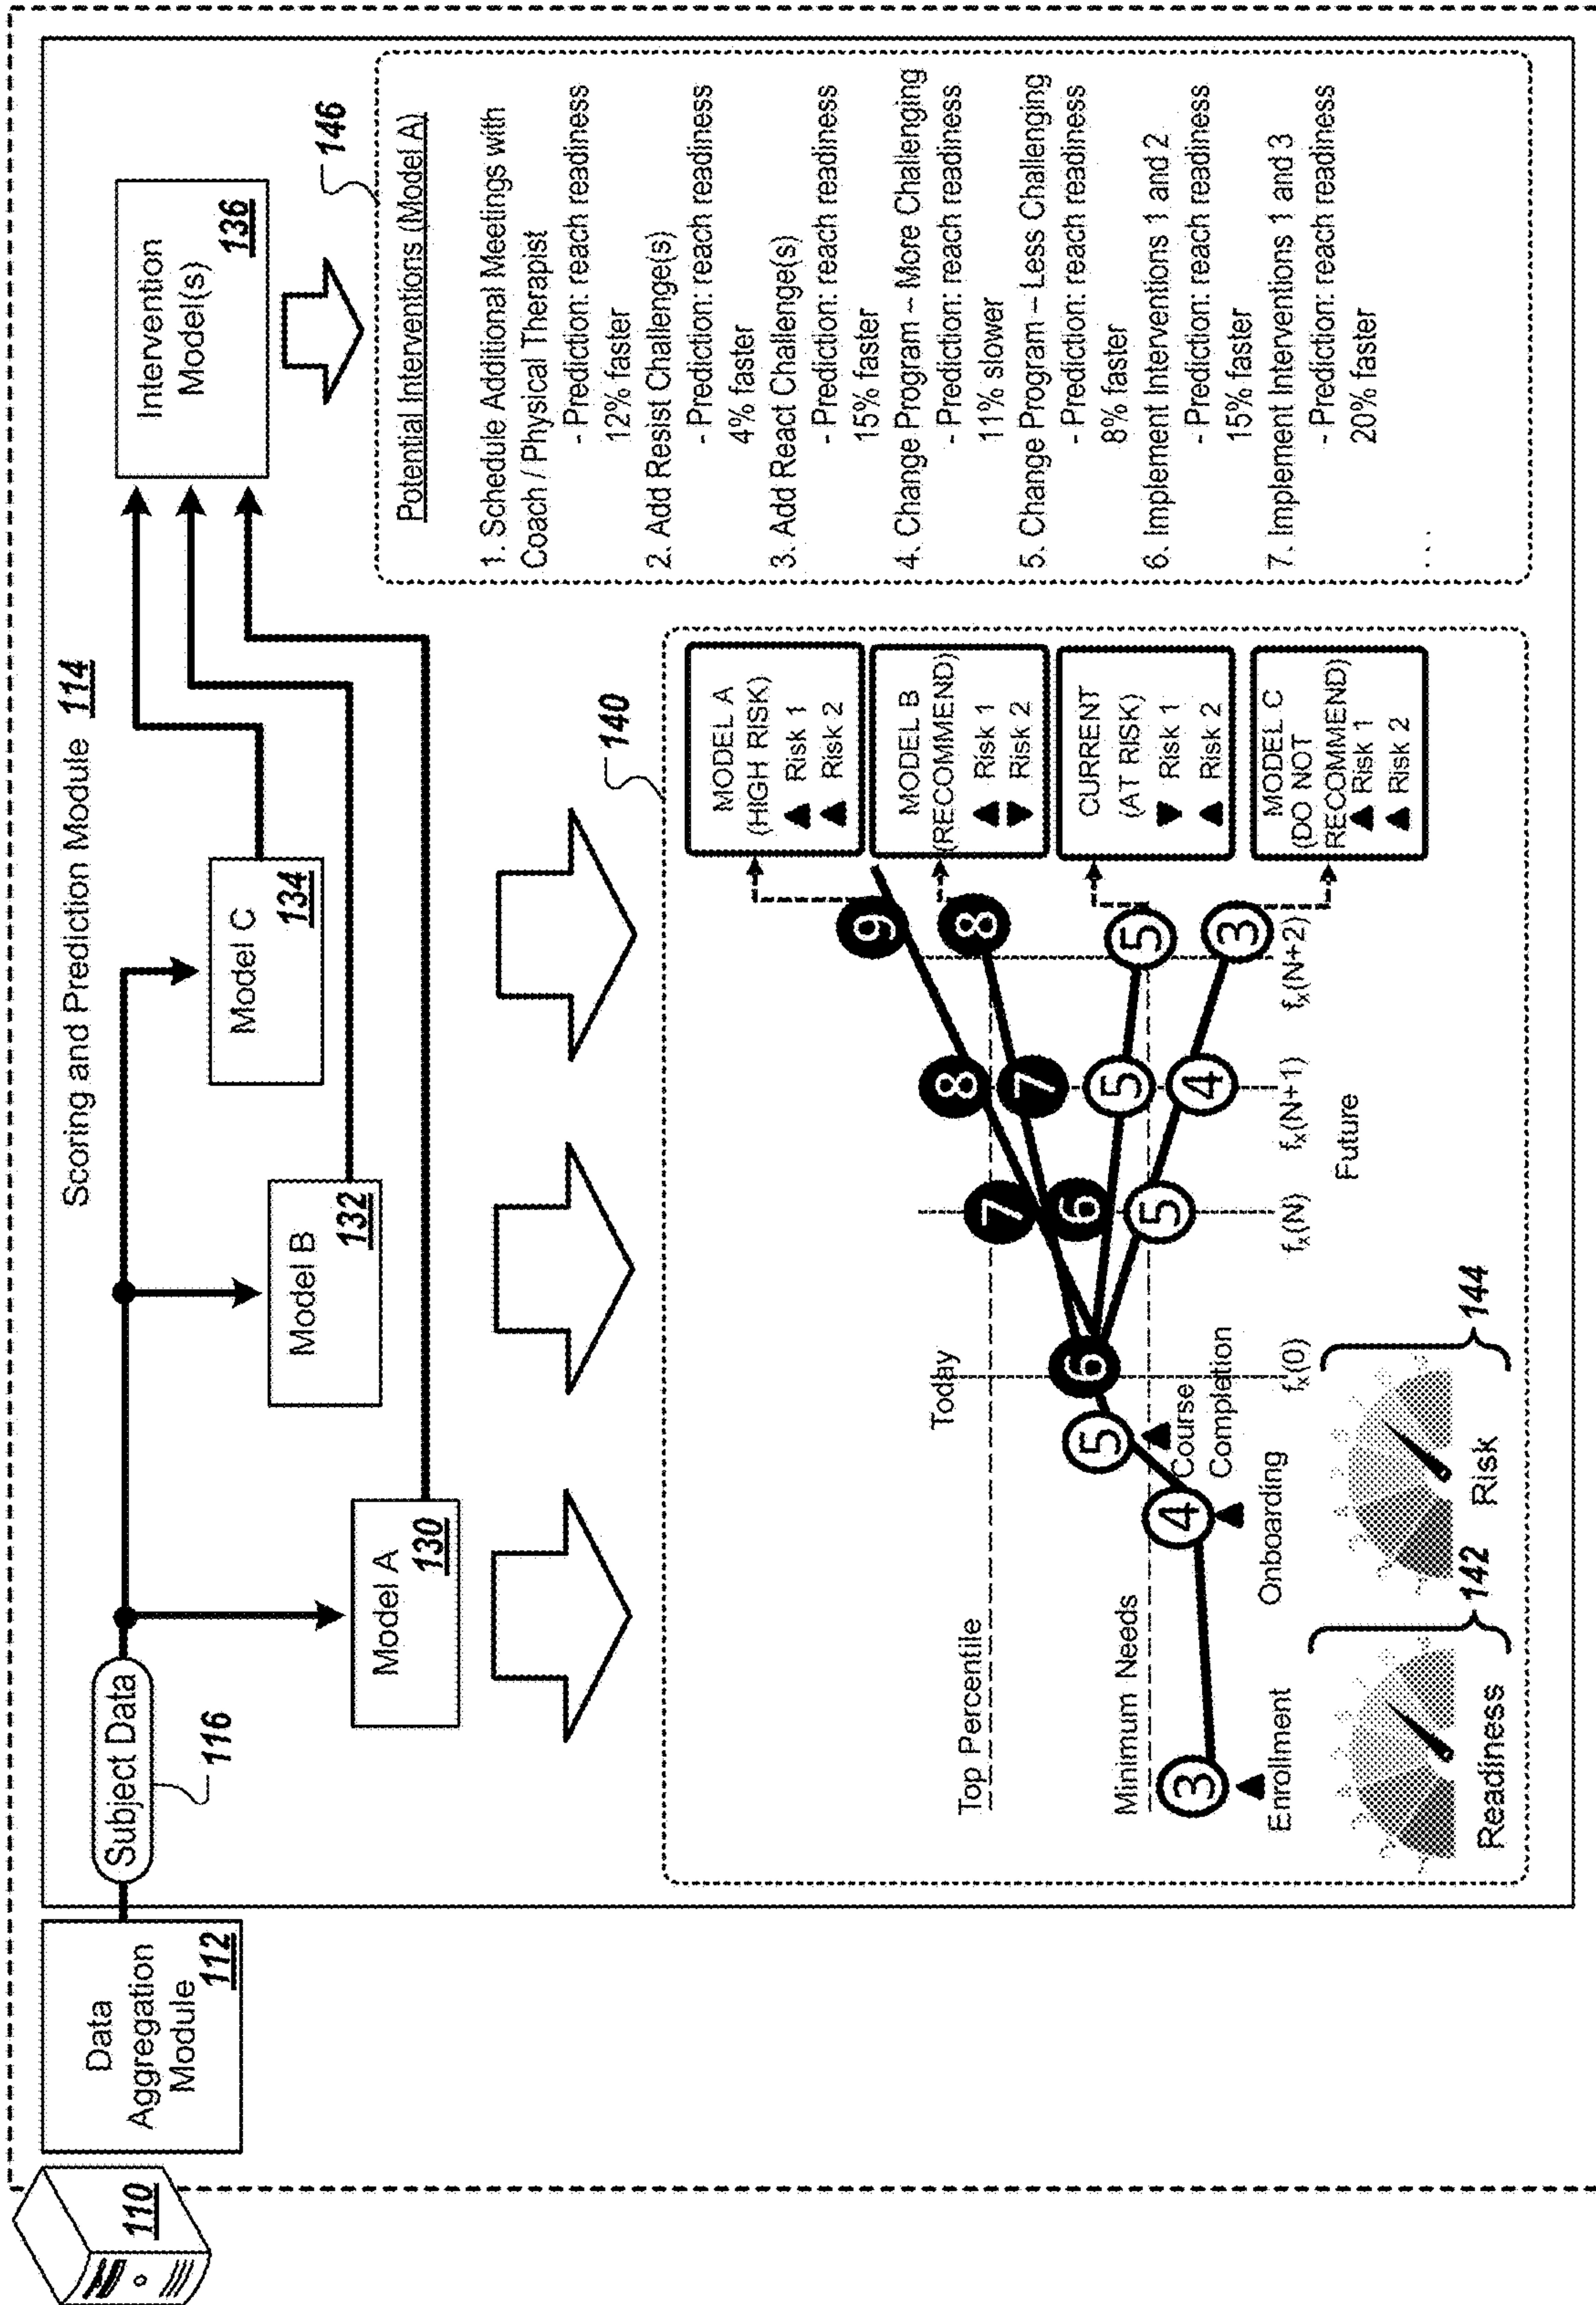 110
Data
Aggregation
Module
112
Scoring and Prediction Module 114
Subject Data
116
Model A
130
Model B
132
Model C
134
Intervention
Model(s)
136
140
Today
Top Percentile
Minimum Needs
3
4
5
6
7
8
9
6
7
8
5
5
5
4
3
Enrollment
Onboarding
Course
Completion
fx(0)
fx(N)
fx(N+1)
fx(N+2)
Future
MODEL A
(HIGH RISK)
▲ Risk 1
▲ Risk 2
MODEL B
(RECOMMEND)
▲ Risk 1
▼ Risk 2
CURRENT
(AT RISK)
▼ Risk 1
▲ Risk 2
MODEL C
(DO NOT
RECOMMEND)
▲ Risk 1
▲ Risk 2
Readiness
142
Risk
144
146
Potential Interventions (Model A)
1. Schedule Additional Meetings with
Coach / Physical Therapist
- Prediction: reach readiness
12% faster
2. Add Resist Challenge(s)
- Prediction: reach readiness
4% faster
3. Add React Challenge(s)
- Prediction: reach readiness
15% faster
4. Change Program – More Challenging
- Prediction: reach readiness
11% slower
5. Change Program – Less Challenging
- Prediction: reach readiness
8% faster
6. Implement Interventions 1 and 2
- Prediction: reach readiness
15% faster
7. Implement Interventions 1 and 3
- Prediction: reach readiness
20% faster
. . .